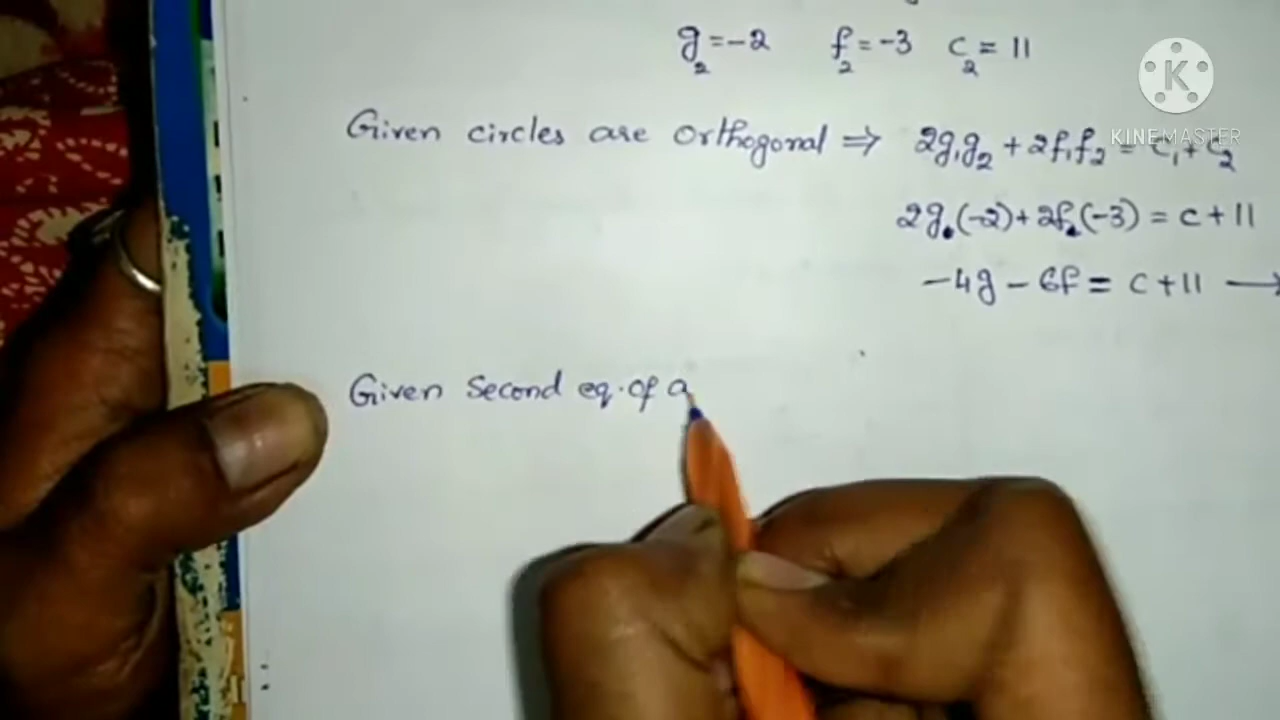 g₂ = -2 f₂ = -3 c₂ = 11
KINEMASTER
Given circles are orthogonal ⇒ 2g₁g₂ + 2f₁f₂ = c₁ + c₂
2g.(-2) + 2f.(-3) = c + 11
-4g - 6f = c + 11 →
Given Second eq. of a